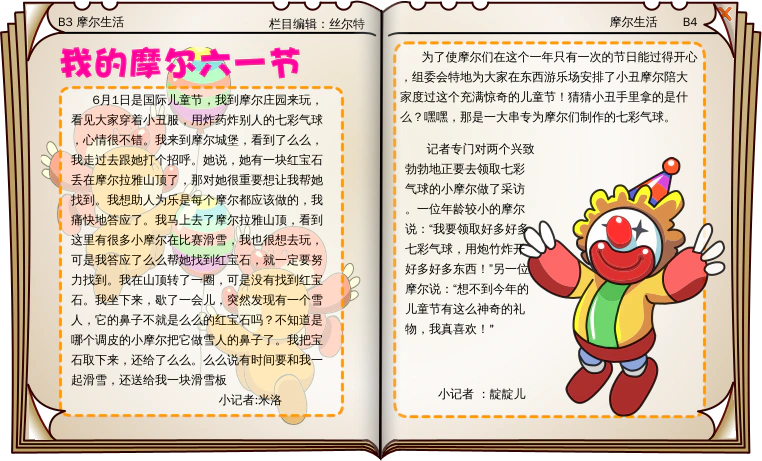 B3 摩尔生活
栏目编辑：丝尔特
我的摩尔六一节
6月1日是国际儿童节，我到摩尔庄园来玩，
看见大家穿着小丑服，用炸药炸别人的七彩气球
，心情很不错。我来到摩尔城堡，看到了么么，
我走过去跟她打个招呼。她说，她有一块红宝石
丢在摩尔拉雅山顶了，那对她很重要想让我帮她
找到。我想助人为乐是每个摩尔都应该做的，我
痛快地答应了。我马上去了摩尔拉雅山顶，看到
这里有很多小摩尔在比赛滑雪，我也很想去玩，
可是我答应了么么帮她找到红宝石，就一定要努
力找到。我在山顶转了一圈，可是没有找到红宝
石。我坐下来，歇了一会儿，突然发现有一个雪
人，它的鼻子不就是么么的红宝石吗？不知道是
哪个调皮的小摩尔把它做雪人的鼻子了。我把宝
石取下来，还给了么么。么么说有时间要和我一
起滑雪，还送给我一块滑雪板
小记者:米洛
摩尔生活 B4
为了使摩尔们在这个一年只有一次的节日能过得开心
，组委会特地为大家在东西游乐场安排了小丑摩尔陪大
家度过这个充满惊奇的儿童节！猜猜小丑手里拿的是什
么？嘿嘿，那是一大串专为摩尔们制作的七彩气球。
记者专门对两个兴致
勃勃地正要去领取七彩
气球的小摩尔做了采访
。一位年龄较小的摩尔
说：“我要领取好多好多
七彩气球，用炮竹炸开
好多好多东西！”另一位
摩尔说：“想不到今年的
儿童节有这么神奇的礼
物，我真喜欢！”
小记者 ：靛靛儿